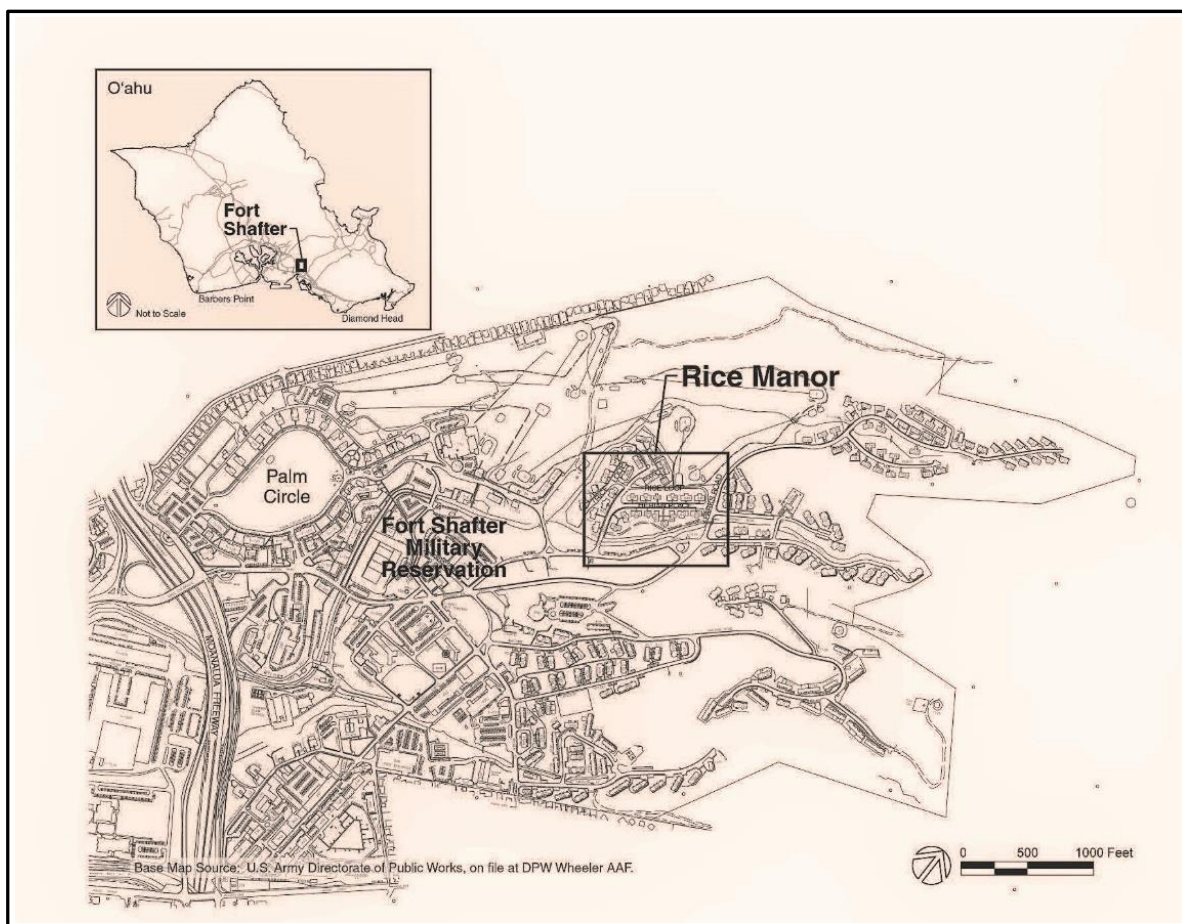 O'ahu
Fort
Shafter
Barbers Point
Not to Scale
Diamond Head
Rice Manor
Palm
Circle
RICE LOOP
Fort Shafter
Military
Reservation
MOANALUA FREEWAY
0 500 1000 Feet
Base Map Source: U.S. Army Directorate of Public Works, on file at DPW Wheeler AAF.